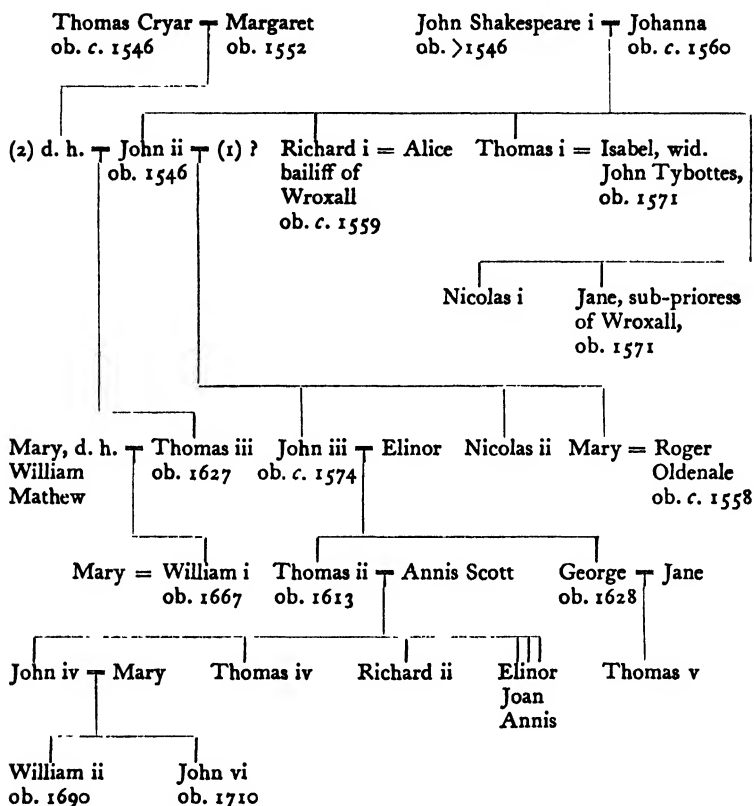 Thomas Cryar Margaret John Shakespeare i Johanna
ob. c. 1546 ob. 1552 ob. >1546 ob. c. 1560
(2) d. h. John ii (1) ? Richard i = Alice Thomas i = Isabel, wid.
ob. 1546 bailiff of John Tybottes,
Wroxall ob. 1571
ob. c. 1559
Nicolas i Jane, sub-prioress
of Wroxall,
ob. 1571
Mary, d. h. Thomas iii John iii Elinor Nicolas ii Mary = Roger
William ob. 1627 ob. c. 1574 Oldenale
Mathew ob. c. 1558
Mary = William i Thomas ii Annis Scott George Jane
ob. 1667 ob. 1613 ob. 1628
John iv Mary Thomas iv Richard ii Elinor Thomas v
Joan
Annis
William ii John vi
ob. 1690 ob. 1710